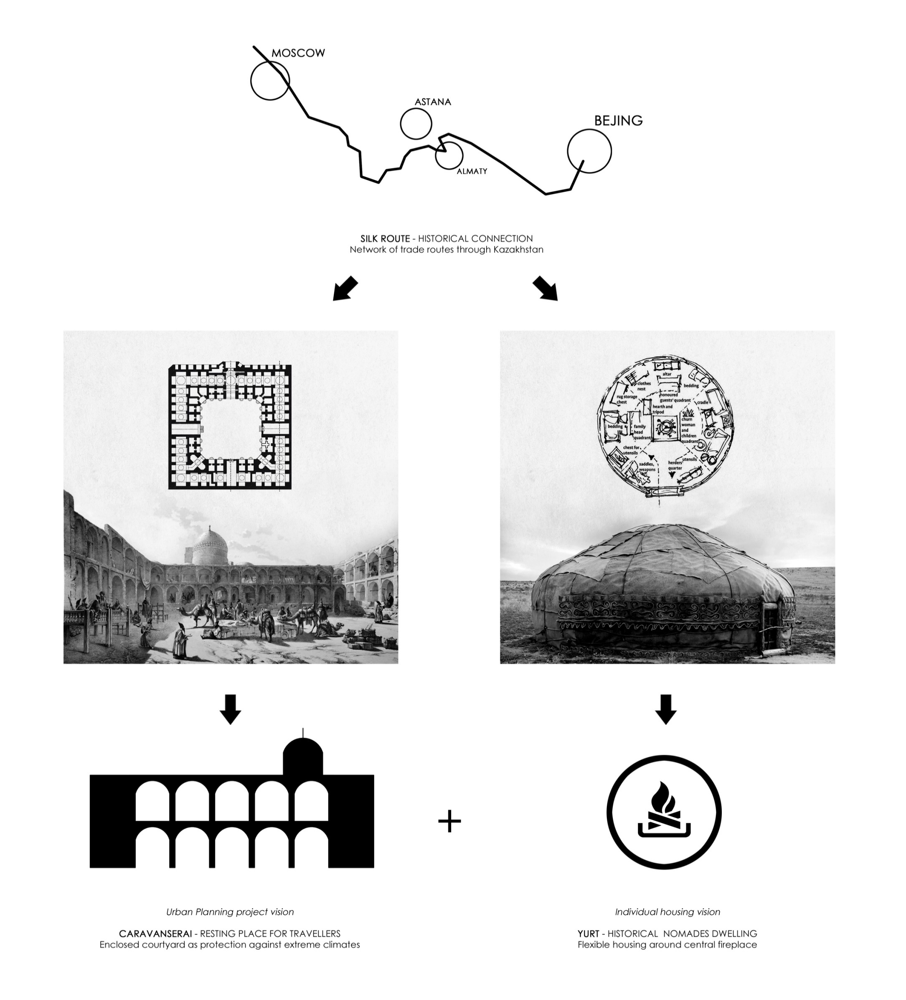 MOSCOW
ASTANA
BEJING
ALMATY
SILK ROUTE - HISTORICAL CONNECTION
Network of trade routes through Kazakhstan
altar
clothes
nest
bedding
rug storage
chest
honoured
guests' quadrant
cradle
hearth and
tripod
churn
woman
and
children
quadrant
bedding
family
head
quadrant
chest for
utensils
saddles,
weapons
utensils
herders'
quarter
Urban Planning project vision
CARAVANSERAI - RESTING PLACE FOR TRAVELLERS
Enclosed courtyard as protection against extreme climates
+
Individual housing vision
YURT - HISTORICAL NOMADES DWELLING
Flexible housing around central fireplace